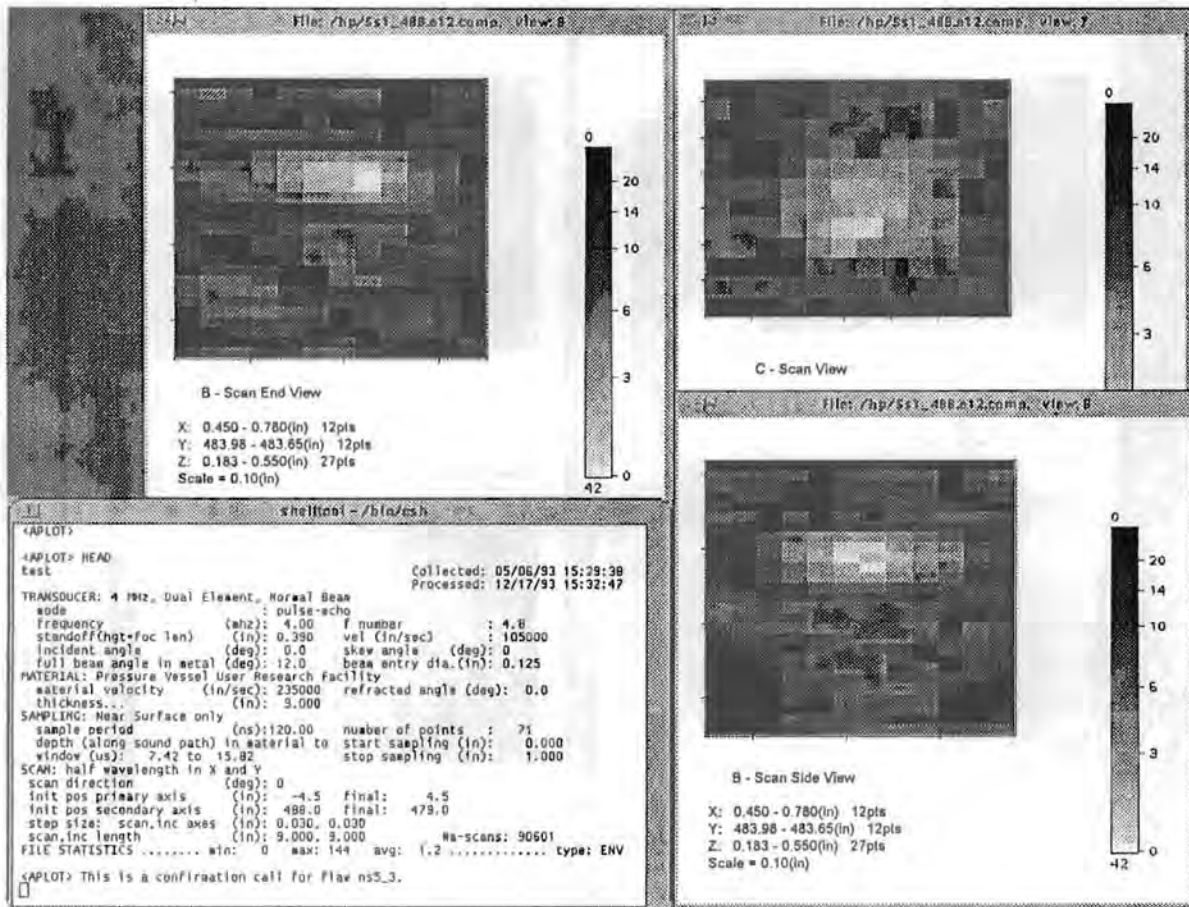 File: /hp/Ss1_488.e12.comp, view: 8
0
20
14
10
6
3
0
42
B - Scan End View
X: 0.450 - 0.780(in) 12pts
Y: 483.98 - 483.65(in) 12pts
Z: 0.183 - 0.550(in) 27pts
Scale = 0.10(in)
File: /hp/Ss1_488.e12.comp, view: 7
0
20
14
10
6
3
C - Scan View
File: /hp/Ss1_488.e12.comp, view:
0
20
14
10
6
3
0
42
B - Scan Side View
X: 0.450 - 0.780(in) 12pts
Y: 483.98 - 483.65(in) 12pts
Z: 0.183 - 0.550(in) 27pts
Scale = 0.10(in)
shelltool - /bin/csh
<APLOT>
<APLOT> HEAD
test Collected: 05/06/93 15:29:38
Processed: 12/17/93 15:32:47
TRANSDUCER: 4 MHz, Dual Element, Normal Beam
mode : pulse-echo
frequency (mhz): 4.00 f number : 4.8
standoff(hgt-foc len) (in): 0.390 vel (in/sec) : 105000
incident angle (deg): 0.0 skew angle (deg): 0
full beam angle in metal (deg): 12.0 beam entry dia.(in): 0.125
MATERIAL: Pressure Vessel User Research Facility
material velocity (in/sec): 235000 refracted angle (deg): 0.0
thickness... (in): 9.000
SAMPLING: Near Surface only
sample period (ns):120.00 number of points : 71
depth (along sound path) in material to start sampling (in): 0.000
window (us): 7.42 to 15.82 stop sampling (in): 1.000
SCAN: half wavelength in X and Y
scan direction (deg): 0
init pos primary axis (in): -4.5 final: 4.5
init pos secondary axis (in): 488.0 final: 479.0
step size: scan,inc axes (in): 0.030, 0.030
scan,inc length (in): 9.000, 9.000 #a-scans: 90601
FILE STATISTICS ........ min: 0 max: 144 avg: 1.2 ............. type: ENV
<APLOT> This is a confirmation call for flaw ns5_3.